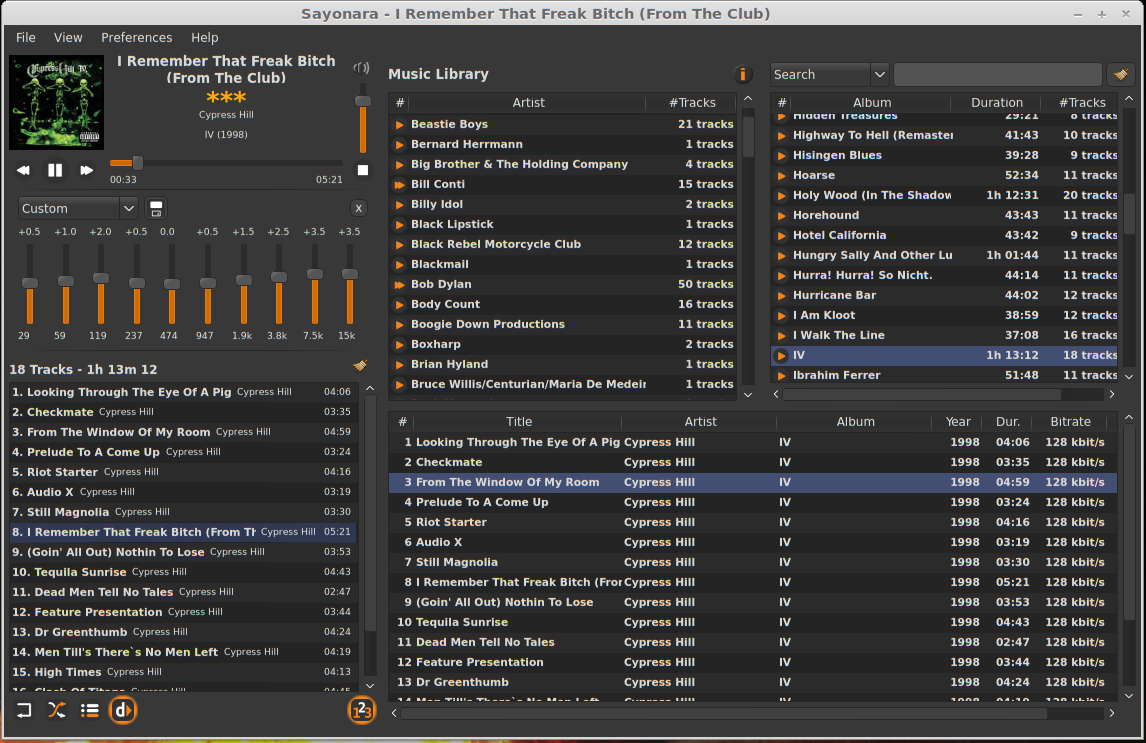 Sayonara - I Remember That Freak Bitch (From The Club)
File View Preferences Help
I Remember That Freak Bitch
(From The Club)
Cypress Hill
IV (1998)
00:33 05:21
Custom x
+0.5 +1.0 +2.0 +0.5 0.0 +0.5 +1.5 +2.5 +3.5 +3.5
29 59 119 237 474 947 1.9k 3.8k 7.5k 15k
18 Tracks - 1h 13m 12
1. Looking Through The Eye Of A Pig Cypress Hill 04:06
2. Checkmate Cypress Hill 03:35
3. From The Window Of My Room Cypress Hill 04:59
4. Prelude To A Come Up Cypress Hill 03:24
5. Riot Starter Cypress Hill 04:16
6. Audio X Cypress Hill 03:19
7. Still Magnolia Cypress Hill 03:30
8. I Remember That Freak Bitch (From Th Cypress Hill 05:21
9. (Goin' All Out) Nothin To Lose Cypress Hill 03:53
10. Tequila Sunrise Cypress Hill 04:43
11. Dead Men Tell No Tales Cypress Hill 02:47
12. Feature Presentation Cypress Hill 03:44
13. Dr Greenthumb Cypress Hill 04:24
14. Men Till's There`s No Men Left Cypress Hill 04:19
15. High Times Cypress Hill 04:13
16. Clash Of Titans Cypress Hill 04:45
d
123
Music Library
i
Search
# Artist #Tracks
Beastie Boys 21 tracks
Bernard Herrmann 1 tracks
Big Brother & The Holding Company 4 tracks
Bill Conti 15 tracks
Billy Idol 2 tracks
Black Lipstick 1 tracks
Black Rebel Motorcycle Club 12 tracks
Blackmail 1 tracks
Bob Dylan 50 tracks
Body Count 16 tracks
Boogie Down Productions 11 tracks
Boxharp 2 tracks
Brian Hyland 1 tracks
Bruce Willis/Centurian/Maria De Medeir 1 tracks
# Album Duration #Tracks
Hidden Treasures 29:21 8 tracks
Highway To Hell (Remaster 41:43 10 tracks
Hisingen Blues 39:28 9 tracks
Hoarse 52:34 11 tracks
Holy Wood (In The Shadow 1h 12:31 20 tracks
Horehound 43:43 11 tracks
Hotel California 43:42 9 tracks
Hungry Sally And Other Lu 1h 01:44 11 tracks
Hurra! Hurra! So Nicht. 44:14 11 tracks
Hurricane Bar 44:02 12 tracks
I Am Kloot 38:59 12 tracks
I Walk The Line 37:08 16 tracks
IV 1h 13:12 18 tracks
Ibrahim Ferrer 51:48 11 tracks
# Title Artist Album Year Dur. Bitrate
1 Looking Through The Eye Of A Pig Cypress Hill IV 1998 04:06 128 kbit/s
2 Checkmate Cypress Hill IV 1998 03:35 128 kbit/s
3 From The Window Of My Room Cypress Hill IV 1998 04:59 128 kbit/s
4 Prelude To A Come Up Cypress Hill IV 1998 03:24 128 kbit/s
5 Riot Starter Cypress Hill IV 1998 04:16 128 kbit/s
6 Audio X Cypress Hill IV 1998 03:19 128 kbit/s
7 Still Magnolia Cypress Hill IV 1998 03:30 128 kbit/s
8 I Remember That Freak Bitch (Fror Cypress Hill IV 1998 05:21 128 kbit/s
9 (Goin' All Out) Nothin To Lose Cypress Hill IV 1998 03:53 128 kbit/s
10 Tequila Sunrise Cypress Hill IV 1998 04:43 128 kbit/s
11 Dead Men Tell No Tales Cypress Hill IV 1998 02:47 128 kbit/s
12 Feature Presentation Cypress Hill IV 1998 03:44 128 kbit/s
13 Dr Greenthumb Cypress Hill IV 1998 04:24 128 kbit/s
14 Men Till's There`s No Men Left Cypress Hill IV 1998 04:19 128 kbit/s